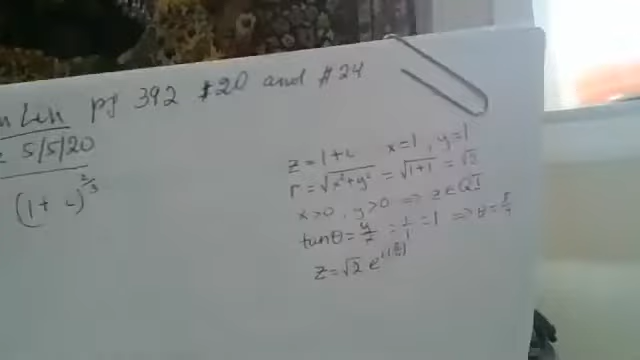 pg 392 #20 and #24
5/5/20
(1+i)^{2/3}
z=1+i x=1, y=1
r=√x²+y² = √1+1 = √2
x>0, y>0 => z∈QI
tanθ=y/x=1/1=1 => θ=π/4
z=√2 e^{i(π/4)}